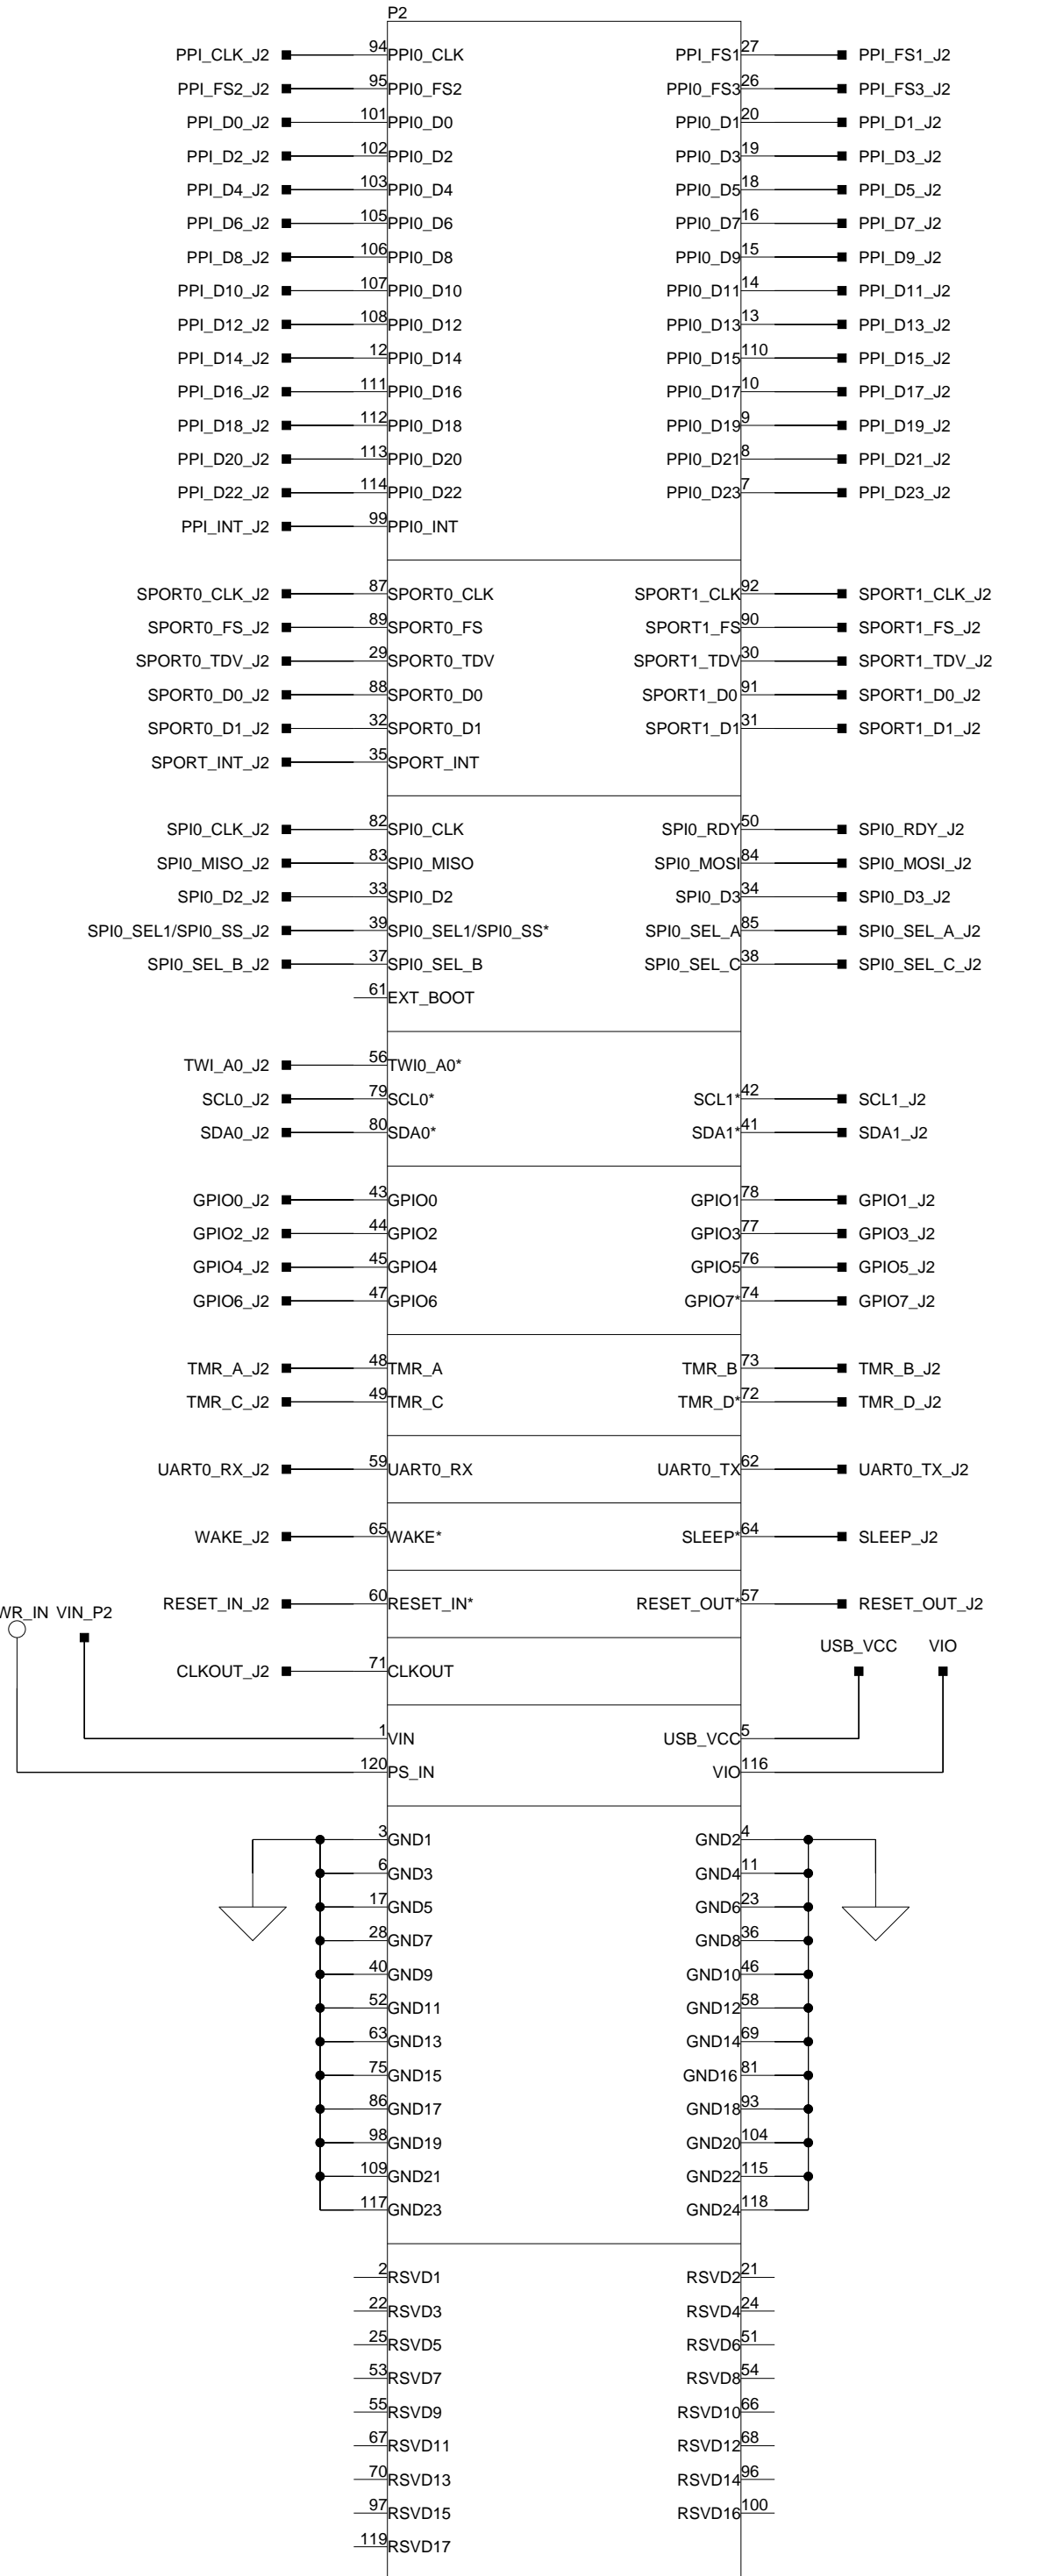 P2
PPI_CLK_J2 94 PPI0_CLK PPI_FS1 27 PPI_FS1_J2
PPI_FS2_J2 95 PPI0_FS2 PPI0_FS3 26 PPI_FS3_J2
PPI_D0_J2 101 PPI0_D0 PPI0_D1 20 PPI_D1_J2
PPI_D2_J2 102 PPI0_D2 PPI0_D3 19 PPI_D3_J2
PPI_D4_J2 103 PPI0_D4 PPI0_D5 18 PPI_D5_J2
PPI_D6_J2 105 PPI0_D6 PPI0_D7 16 PPI_D7_J2
PPI_D8_J2 106 PPI0_D8 PPI0_D9 15 PPI_D9_J2
PPI_D10_J2 107 PPI0_D10 PPI0_D11 14 PPI_D11_J2
PPI_D12_J2 108 PPI0_D12 PPI0_D13 13 PPI_D13_J2
PPI_D14_J2 12 PPI0_D14 PPI0_D15 110 PPI_D15_J2
PPI_D16_J2 111 PPI0_D16 PPI0_D17 10 PPI_D17_J2
PPI_D18_J2 112 PPI0_D18 PPI0_D19 9 PPI_D19_J2
PPI_D20_J2 113 PPI0_D20 PPI0_D21 8 PPI_D21_J2
PPI_D22_J2 114 PPI0_D22 PPI0_D23 7 PPI_D23_J2
PPI_INT_J2 99 PPI0_INT
SPORT0_CLK_J2 87 SPORT0_CLK SPORT1_CLK 92 SPORT1_CLK_J2
SPORT0_FS_J2 89 SPORT0_FS SPORT1_FS 90 SPORT1_FS_J2
SPORT0_TDV_J2 29 SPORT0_TDV SPORT1_TDV 30 SPORT1_TDV_J2
SPORT0_D0_J2 88 SPORT0_D0 SPORT1_D0 91 SPORT1_D0_J2
SPORT0_D1_J2 32 SPORT0_D1 SPORT1_D1 31 SPORT1_D1_J2
SPORT_INT_J2 35 SPORT_INT
SPI0_CLK_J2 82 SPI0_CLK SPI0_RDY 50 SPI0_RDY_J2
SPI0_MISO_J2 83 SPI0_MISO SPI0_MOSI 84 SPI0_MOSI_J2
SPI0_D2_J2 33 SPI0_D2 SPI0_D3 34 SPI0_D3_J2
SPI0_SEL1/SPI0_SS_J2 39 SPI0_SEL1/SPI0_SS* SPI0_SEL_A 85 SPI0_SEL_A_J2
SPI0_SEL_B_J2 37 SPI0_SEL_B SPI0_SEL_C 38 SPI0_SEL_C_J2
61 EXT_BOOT
TWI_A0_J2 56 TWI0_A0*
SCL0_J2 79 SCL0* SCL1* 42 SCL1_J2
SDA0_J2 80 SDA0* SDA1* 41 SDA1_J2
GPIO0_J2 43 GPIO0 GPIO1 78 GPIO1_J2
GPIO2_J2 44 GPIO2 GPIO3 77 GPIO3_J2
GPIO4_J2 45 GPIO4 GPIO5 76 GPIO5_J2
GPIO6_J2 47 GPIO6 GPIO7* 74 GPIO7_J2
TMR_A_J2 48 TMR_A TMR_B 73 TMR_B_J2
TMR_C_J2 49 TMR_C TMR_D* 72 TMR_D_J2
UART0_RX_J2 59 UART0_RX UART0_TX 62 UART0_TX_J2
WAKE_J2 65 WAKE* SLEEP* 64 SLEEP_J2
RESET_IN_J2 60 RESET_IN* RESET_OUT* 57 RESET_OUT_J2
WR_IN VIN_P2
USB_VCC VIO
CLKOUT_J2 71 CLKOUT
1 VIN USB_VCC 5
120 PS_IN VIO 116
3 GND1 GND2 4
6 GND3 GND4 11
17 GND5 GND6 23
28 GND7 GND8 36
40 GND9 GND10 46
52 GND11 GND12 58
63 GND13 GND14 69
75 GND15 GND16 81
86 GND17 GND18 93
98 GND19 GND20 104
109 GND21 GND22 115
117 GND23 GND24 118
2 RSVD1 RSVD2 21
22 RSVD3 RSVD4 24
25 RSVD5 RSVD6 51
53 RSVD7 RSVD8 54
55 RSVD9 RSVD10 66
67 RSVD11 RSVD12 68
70 RSVD13 RSVD14 96
97 RSVD15 RSVD16 100
119 RSVD17